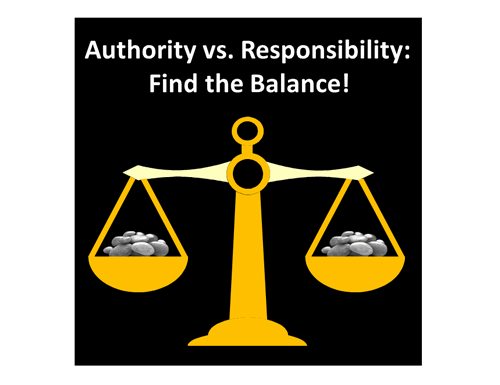 Authority vs. Responsibility:
Find the Balance!